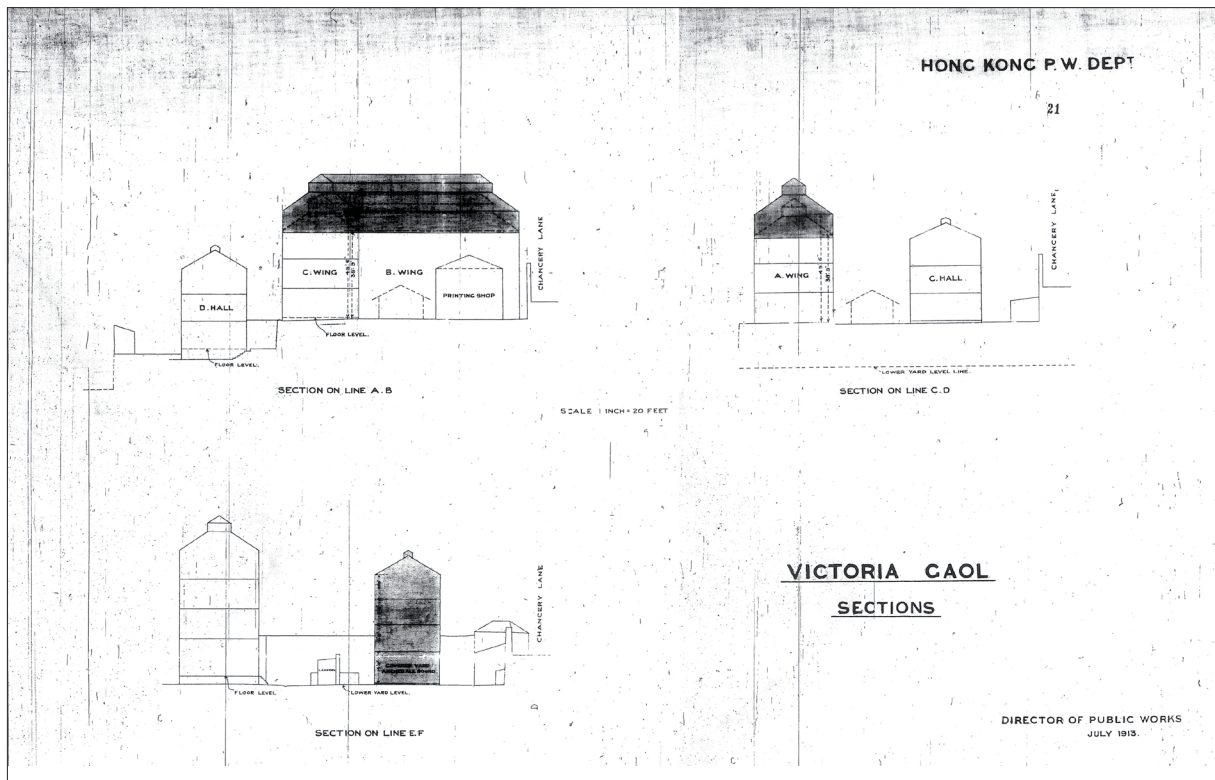 HONG KONG P.W. DEPT
21
CHANCERY LANE
C. WING
B. WING
PRINTING SHOP
D. HALL
FLOOR LEVEL.
FLOOR LEVEL.
SECTION ON LINE A.B
CHANCERY LANE
A. WING
C. HALL
LOWER YARD LEVEL LINE.
SECTION ON LINE C.D
SCALE 1 INCH = 20 FEET
CHANCERY LANE
FLOOR LEVEL
LOWER YARD LEVEL.
SECTION ON LINE E.F
VICTORIA GAOL
SECTIONS
DIRECTOR OF PUBLIC WORKS
JULY 1913.